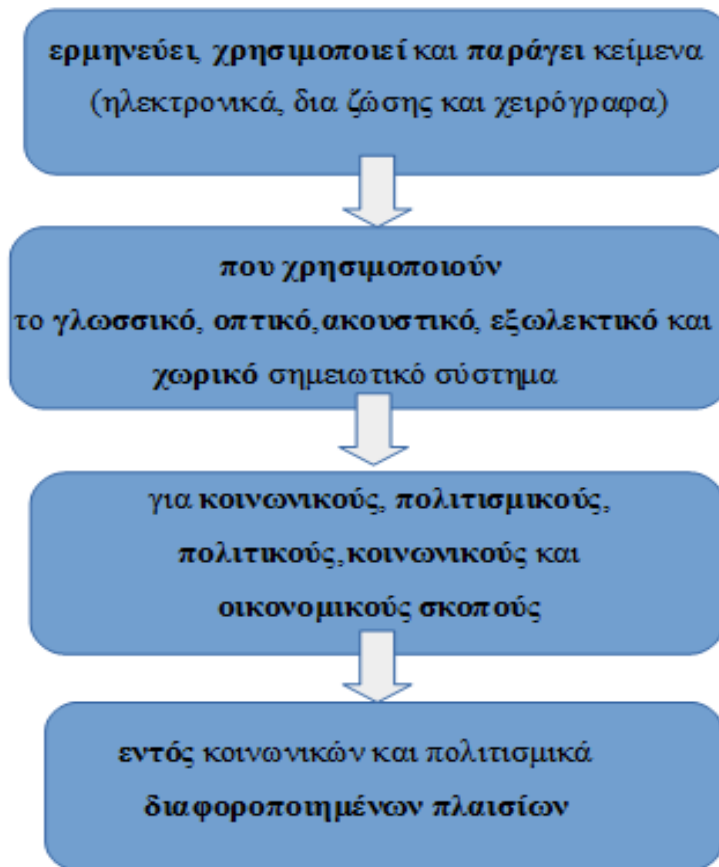 ερμηνεύει, χρησιμοποιεί και παράγει κείμενα
(ηλεκτρονικά, δια ζώσης και χειρόγραφα)
που χρησιμοποιούν
το γλωσσικό, οπτικό,ακουστικό, εξωλεκτικό και
χωρικό σημειωτικό σύστημα
για κοινωνικούς, πολιτισμικούς,
πολιτικούς,κοινωνικούς και
οικονομικούς σκοπούς
εντός κοινωνικών και πολιτισμικά
διαφοροποιημένων πλαισίων